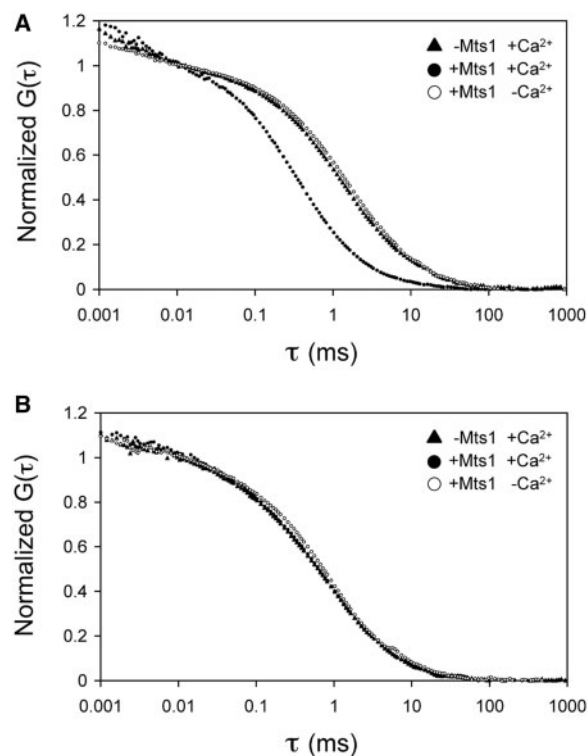 A
Normalized G(τ)
1.2
1
0.8
0.6
0.4
0.2
0
▲ -Mts1 +Ca²⁺
● +Mts1 +Ca²⁺
○ +Mts1 -Ca²⁺
0.001 0.01 0.1 1 10 100 1000
τ (ms)
B
Normalized G(τ)
1.2
1
0.8
0.6
0.4
0.2
0
▲ -Mts1 +Ca²⁺
● +Mts1 +Ca²⁺
○ +Mts1 -Ca²⁺
0.001 0.01 0.1 1 10 100 1000
τ (ms)